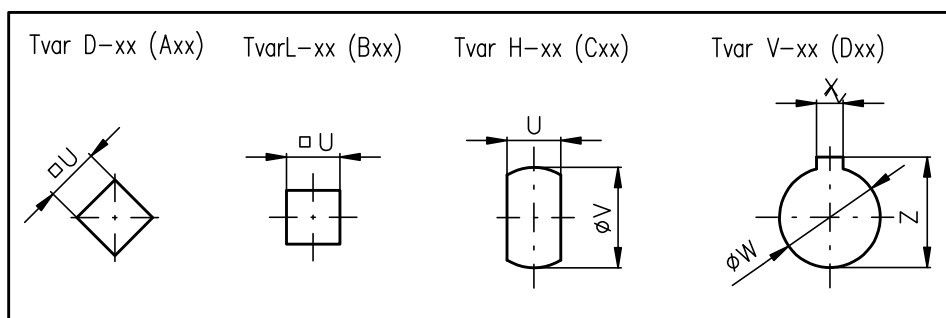 Tvar D-xx (Axx)
TvarL-xx (Bxx)
Tvar H-xx (Cxx)
Tvar V-xx (Dxx)
□U
□ U
U
øV
X
øW
Z